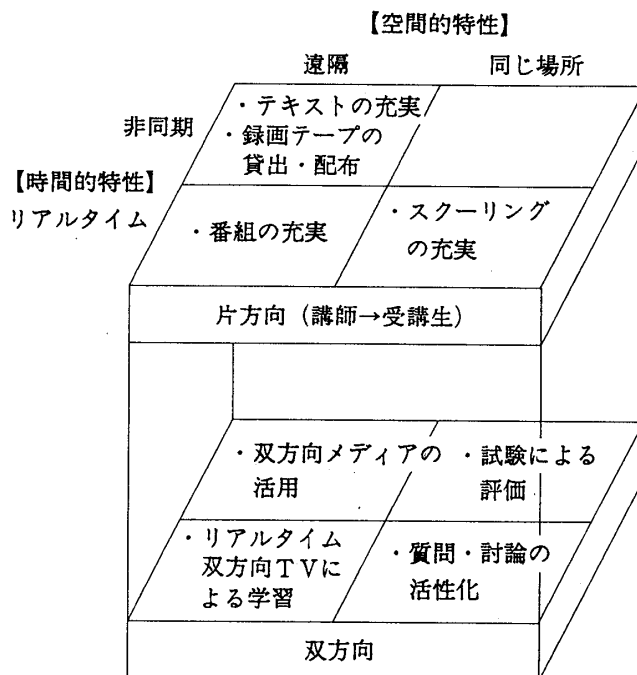 【空間的特性】
遠隔 同じ場所
非同期
・テキストの充実
・録画テープの
貸出・配布
【時間的特性】
リアルタイム
・番組の充実
・スクーリング
の充実
片方向（講師→受講生）
・双方向メディアの
活用
・試験による
評価
・リアルタイム
双方向TVに
よる学習
・質問・討論の
活性化
双方向